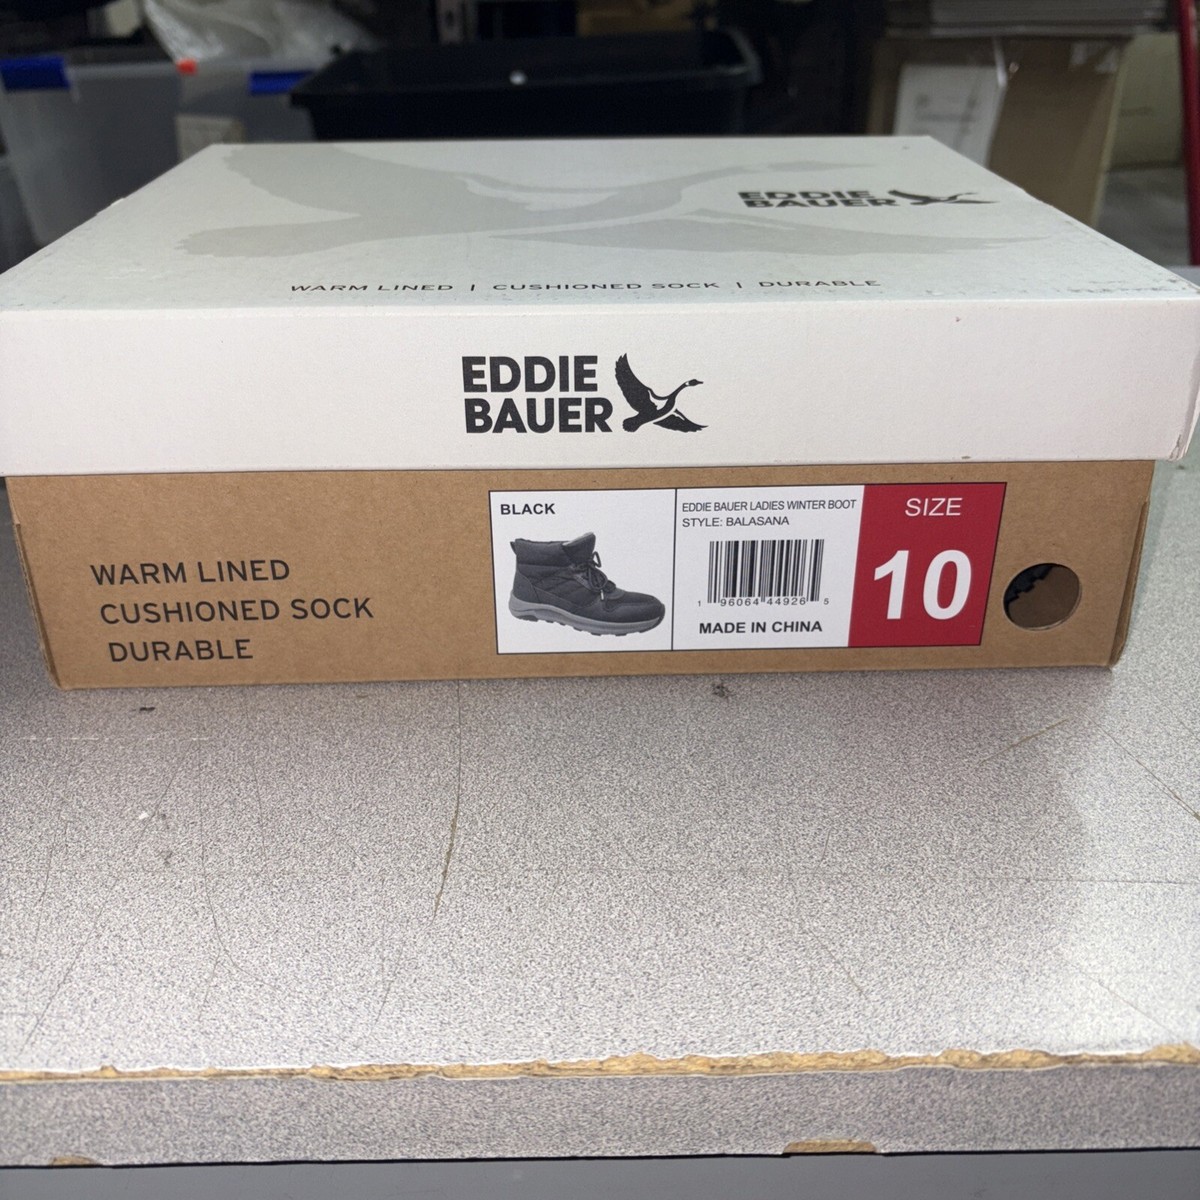 EDDIE
BAUER
WARM LINED | CUSHIONED SOCK | DURABLE
EDDIE
BAUER
WARM LINED
CUSHIONED SOCK
DURABLE
BLACK
EDDIE BAUER LADIES WINTER BOOT
STYLE: BALASANA
1 96064 44926 5
MADE IN CHINA
SIZE
10